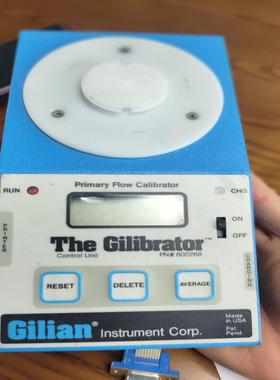 Primary Flow Calibrator
RUN
CHG
PRINTER
ON
OFF
The Gilibrator™
Control Unit
PN# 800268
CHARGING
RESET
DELETE
AVERAGE
Gilian® Instrument Corp.
Made in USA
Pat. Pend.